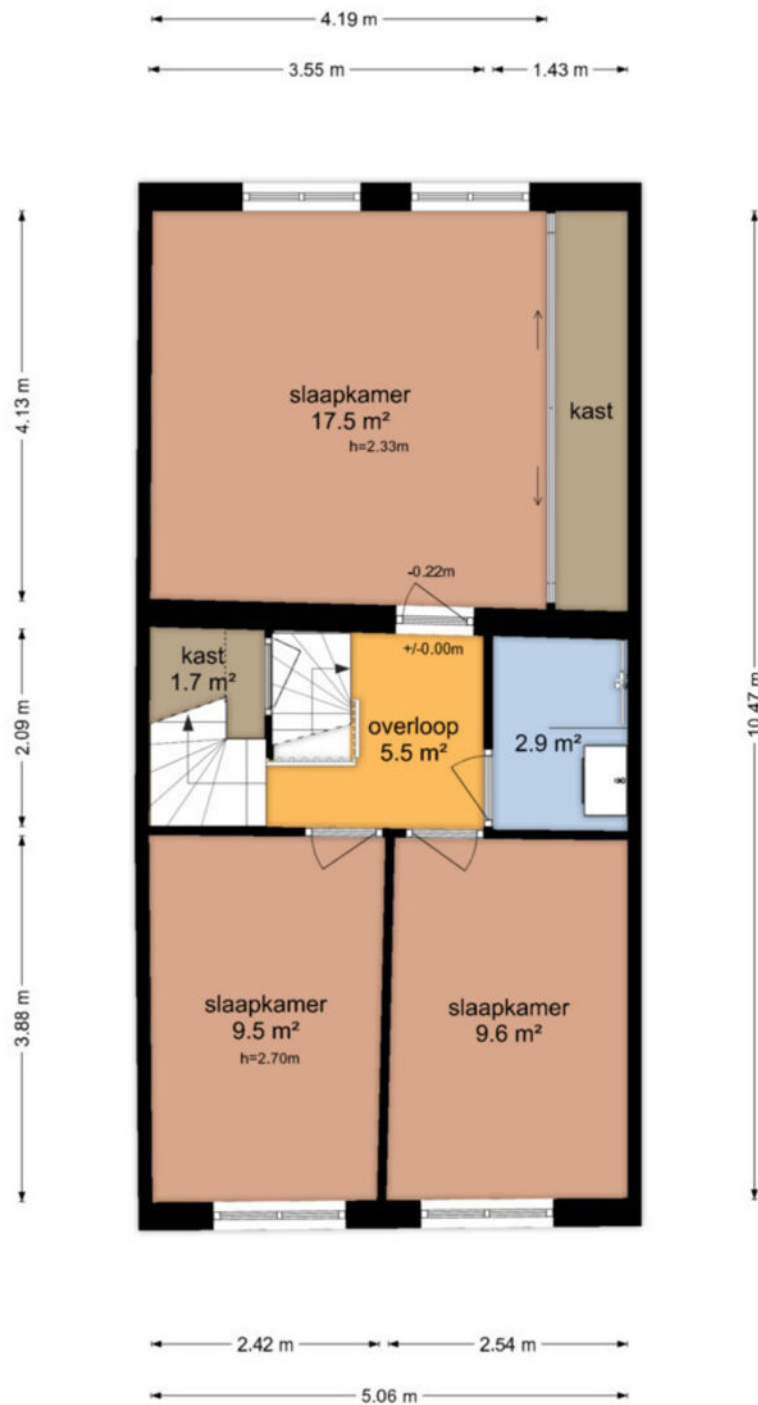 4.19 m
3.55 m
1.43 m
4.13 m
10.47 m
slaapkamer
17.5 m²
h=2.33m
kast
-0.22m
+/-0.00m
kast
1.7 m²
2.09 m
overloop
5.5 m²
2.9 m²
3.88 m
slaapkamer
9.5 m²
h=2.70m
slaapkamer
9.6 m²
2.42 m
2.54 m
5.06 m